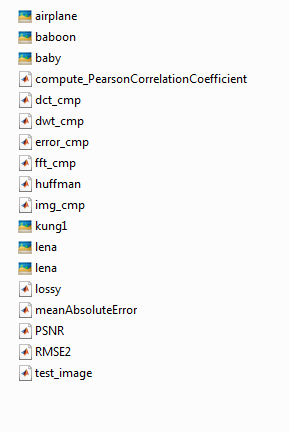 airplane
baboon
baby
compute_PearsonCorrelationCoefficient
dct_cmp
dwt_cmp
error_cmp
fft_cmp
huffman
img_cmp
kung1
lena
lena
lossy
meanAbsoluteError
PSNR
RMSE2
test_image